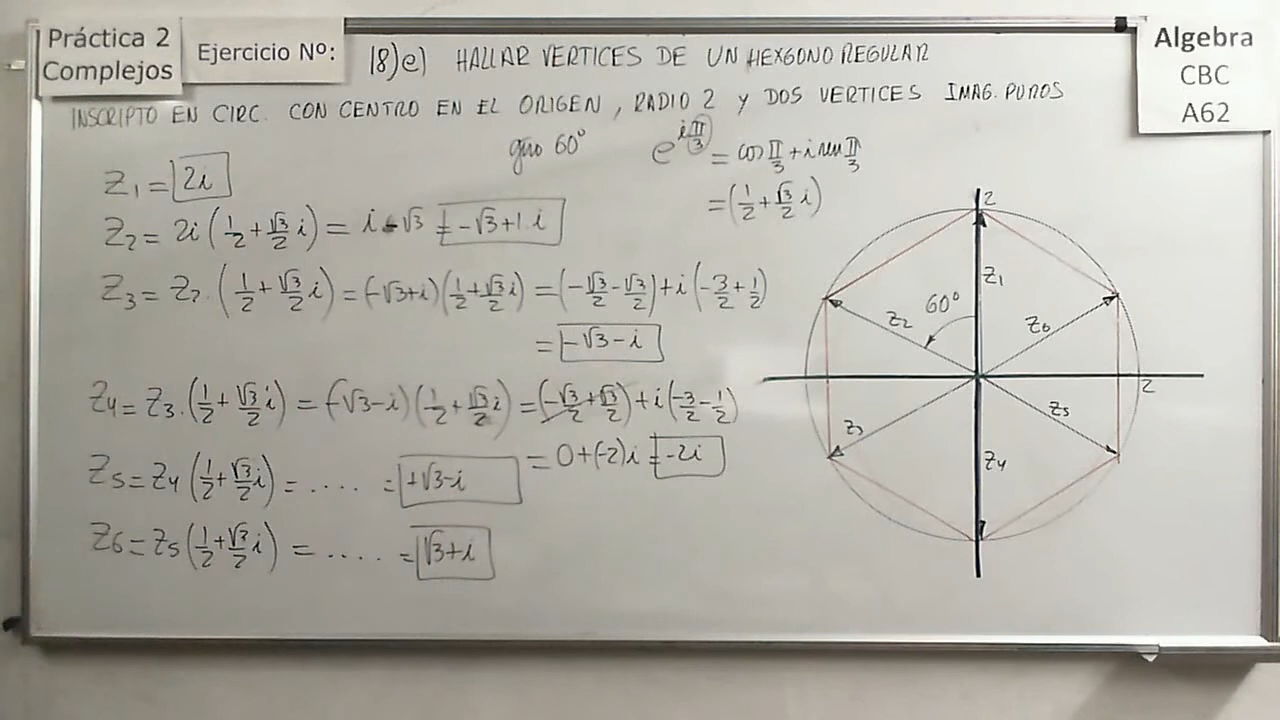 Práctica 2
Complejos
Ejercicio Nº:
18)e) HALLAR VERTICES DE UN HEXGONO REGULAR
INSCRIPTO EN CIRC. CON CENTRO EN EL ORIGEN, RADIO 2 Y DOS VERTICES IMAG. PUROS
Algebra
CBC
A62
giro 60°
e^{iπ/3} = cos π/3 + i sen π/3
= (1/2 + √3/2 i)
Z1 = 2i
Z2 = 2i (1/2 + √3/2 i) = i - √3 = -√3+1.i
Z3 = Z2 . (1/2 + √3/2 i) = (-√3+i)(1/2 + √3/2 i) = (-√3/2 - √3/2) + i(-3/2 + 1/2)
= -√3-i
Z4 = Z3 . (1/2 + √3/2 i) = (-√3-i)(1/2 + √3/2 i) = (-√3/2 + √3/2) + i(-3/2 - 1/2)
= 0+(-2)i = -2i
Z5 = Z4 (1/2 + √3/2 i) = .... = +√3-i
Z6 = Z5 (1/2 + √3/2 i) = .... = √3+i
2
Z1
60°
Z2
Z6
2
Z3
Z5
Z4